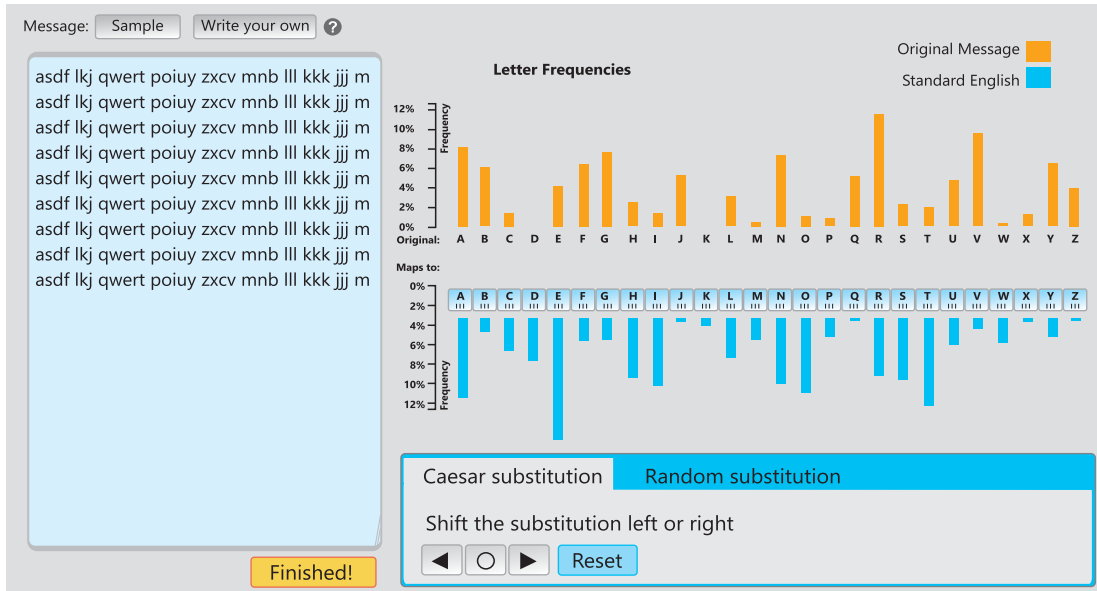 Message: Sample Write your own ?
asdf lkj qwert poiuy zxcv mnb lll kkk jjj m
asdf lkj qwert poiuy zxcv mnb lll kkk jjj m
asdf lkj qwert poiuy zxcv mnb lll kkk jjj m
asdf lkj qwert poiuy zxcv mnb lll kkk jjj m
asdf lkj qwert poiuy zxcv mnb lll kkk jjj m
asdf lkj qwert poiuy zxcv mnb lll kkk jjj m
asdf lkj qwert poiuy zxcv mnb lll kkk jjj m
asdf lkj qwert poiuy zxcv mnb lll kkk jjj m
asdf lkj qwert poiuy zxcv mnb lll kkk jjj m
Finished!
Letter Frequencies
Original Message
Standard English
12%
10%
8%
6%
4%
2%
0%
Frequency
Original: A B C D E F G H I J K L M N O P Q R S T U V W X Y Z
Maps to:
A B C D E F G H I J K L M N O P Q R S T U V W X Y Z
0%
2%
4%
6%
8%
10%
12%
Frequency
Caesar substitution Random substitution
Shift the substitution left or right
Reset